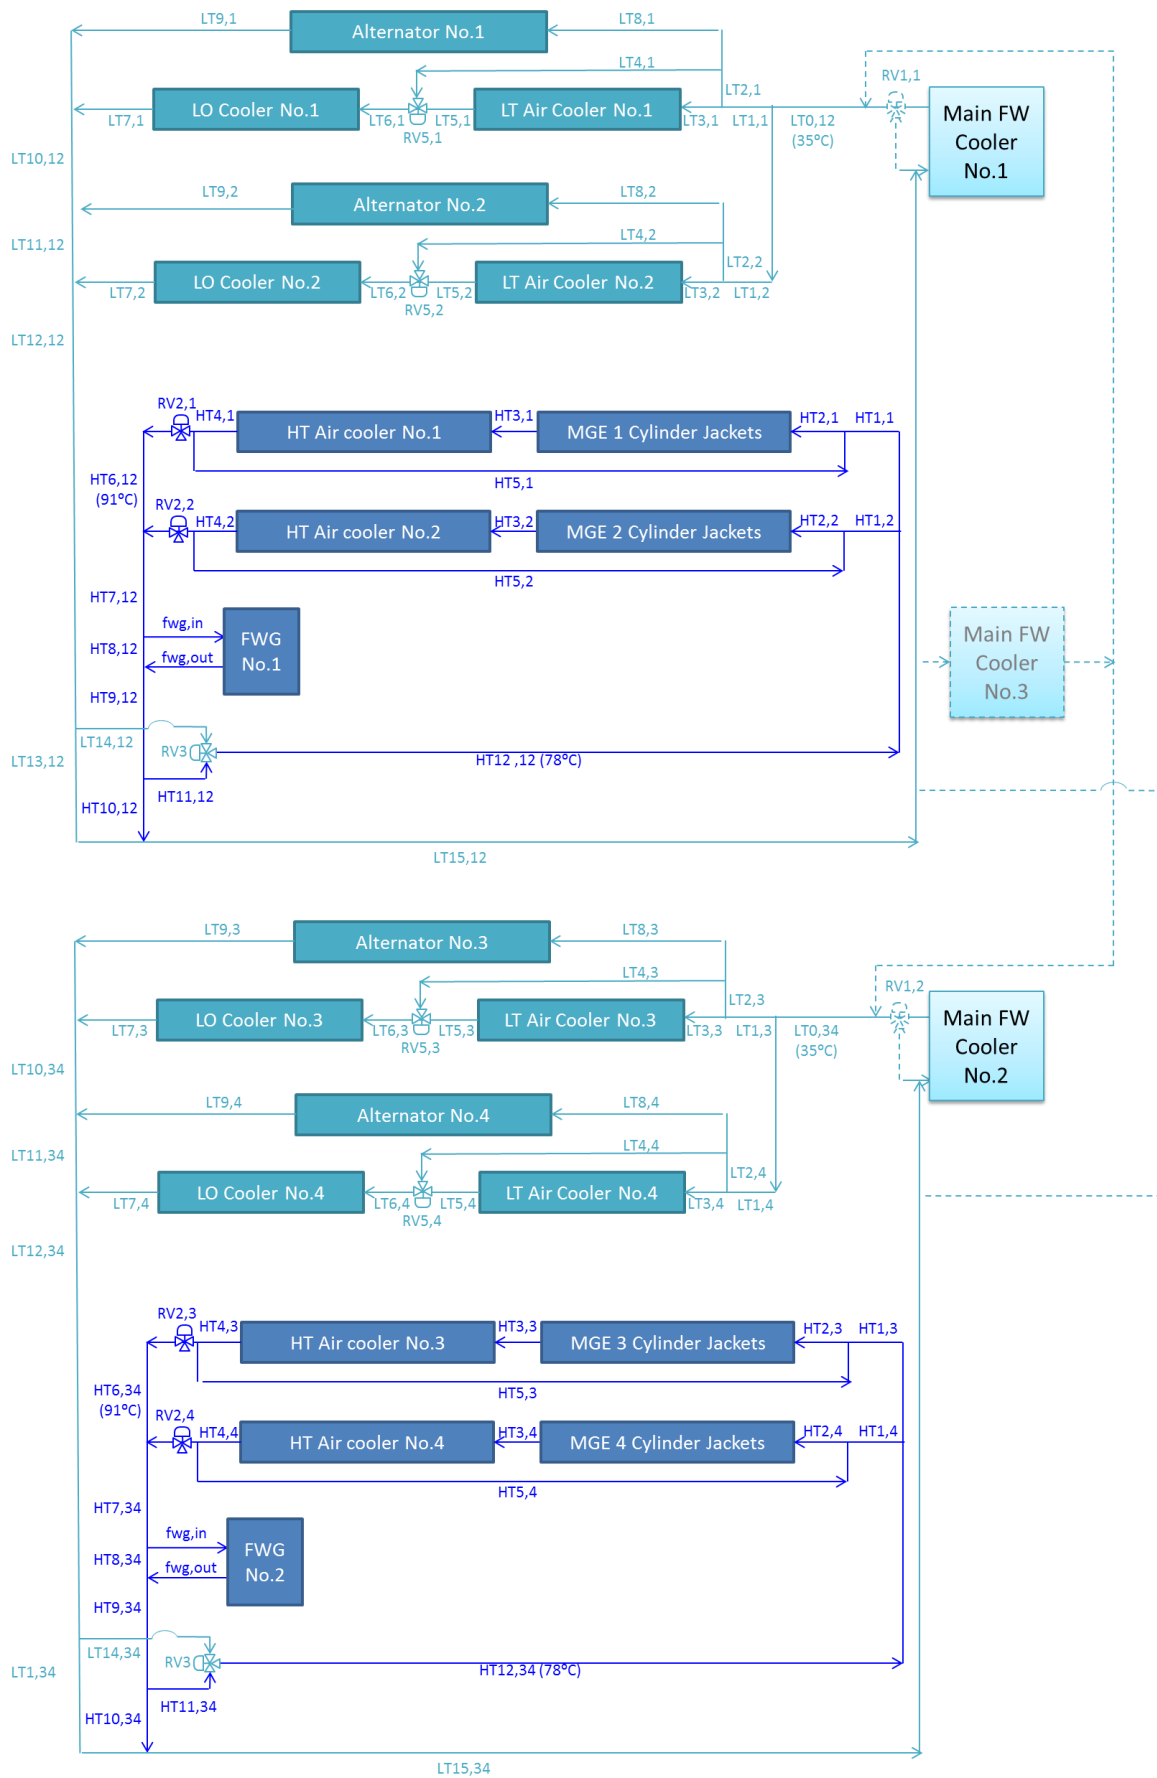 LT9,1
Alternator No.1
LT8,1
LT4,1
RV1,1
LT2,1
LO Cooler No.1
LT Air Cooler No.1
LT7,1
LT6,1
LT5,1
RV5,1
LT3,1
LT1,1
LT0,12
(35ºC)
Main FW
Cooler
No.1
LT10,12
LT9,2
Alternator No.2
LT8,2
LT4,2
LT11,12
LT2,2
LO Cooler No.2
LT Air Cooler No.2
LT7,2
LT6,2
LT5,2
RV5,2
LT3,2
LT1,2
LT12,12
RV2,1
HT4,1
HT Air cooler No.1
HT3,1
MGE 1 Cylinder Jackets
HT2,1
HT1,1
HT5,1
HT6,12
(91ºC)
RV2,2
HT4,2
HT Air cooler No.2
HT3,2
MGE 2 Cylinder Jackets
HT2,2
HT1,2
HT5,2
HT7,12
fwg,in
FWG
No.1
HT8,12
fwg,out
HT9,12
Main FW
Cooler
No.3
LT14,12
RV3
LT13,12
HT12 ,12 (78ºC)
HT11,12
HT10,12
LT15,12
LT9,3
Alternator No.3
LT8,3
LT4,3
RV1,2
LT2,3
LO Cooler No.3
LT Air Cooler No.3
LT7,3
LT6,3
LT5,3
RV5,3
LT3,3
LT1,3
LT0,34
(35ºC)
Main FW
Cooler
No.2
LT10,34
LT9,4
Alternator No.4
LT8,4
LT4,4
LT11,34
LT2,4
LO Cooler No.4
LT Air Cooler No.4
LT7,4
LT6,4
LT5,4
RV5,4
LT3,4
LT1,4
LT12,34
RV2,3
HT4,3
HT Air cooler No.3
HT3,3
MGE 3 Cylinder Jackets
HT2,3
HT1,3
HT5,3
HT6,34
(91ºC)
RV2,4
HT4,4
HT Air cooler No.4
HT3,4
MGE 4 Cylinder Jackets
HT2,4
HT1,4
HT5,4
HT7,34
fwg,in
FWG
No.2
HT8,34
fwg,out
HT9,34
LT14,34
RV3
LT1,34
HT12,34 (78ºC)
HT11,34
HT10,34
LT15,34